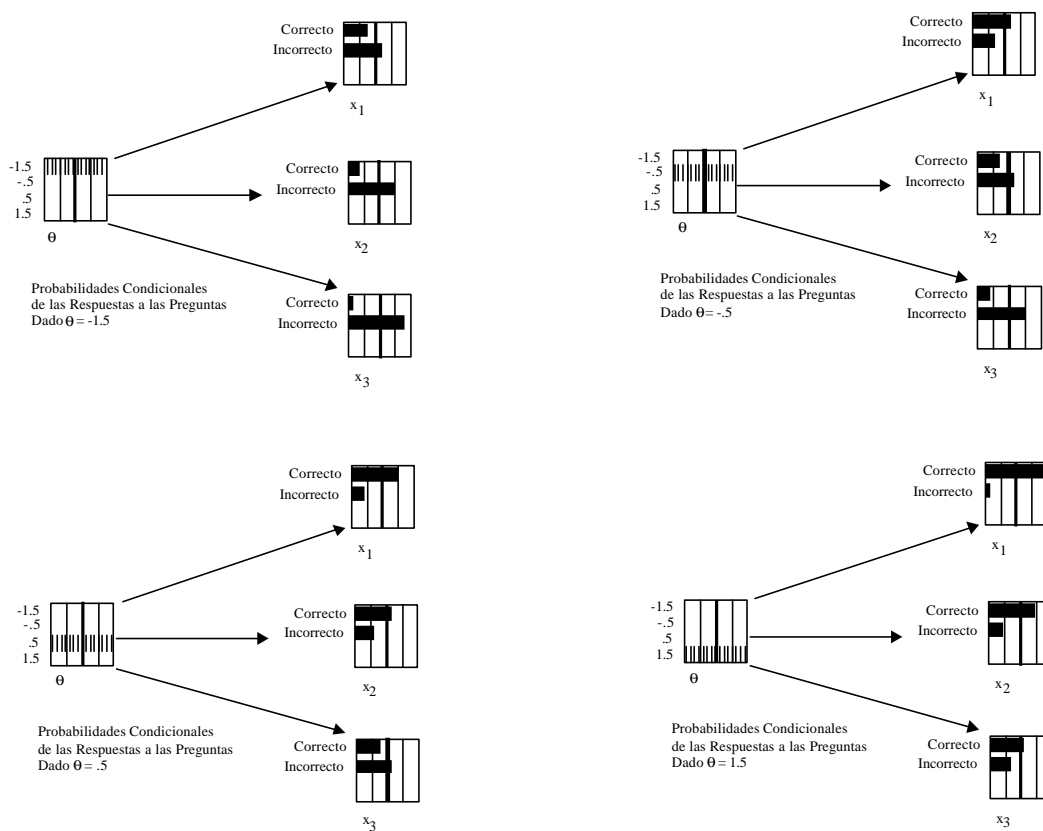 Correcto
Incorrecto
x1
-1.5
-.5
.5
1.5
θ
Correcto
Incorrecto
x2
Probabilidades Condicionales
de las Respuestas a las Preguntas
Dado θ = -1.5
Correcto
Incorrecto
x3
Correcto
Incorrecto
x1
-1.5
-.5
.5
1.5
θ
Correcto
Incorrecto
x2
Probabilidades Condicionales
de las Respuestas a las Preguntas
Dado θ= -.5
Correcto
Incorrecto
x3
Correcto
Incorrecto
x1
-1.5
-.5
.5
1.5
θ
Correcto
Incorrecto
x2
Probabilidades Condicionales
de las Respuestas a las Preguntas
Dado θ = .5
Correcto
Incorrecto
x3
Correcto
Incorrecto
x1
-1.5
-.5
.5
1.5
θ
Correcto
Incorrecto
x2
Probabilidades Condicionales
de las Respuestas a las Preguntas
Dado θ = 1.5
Correcto
Incorrecto
x3